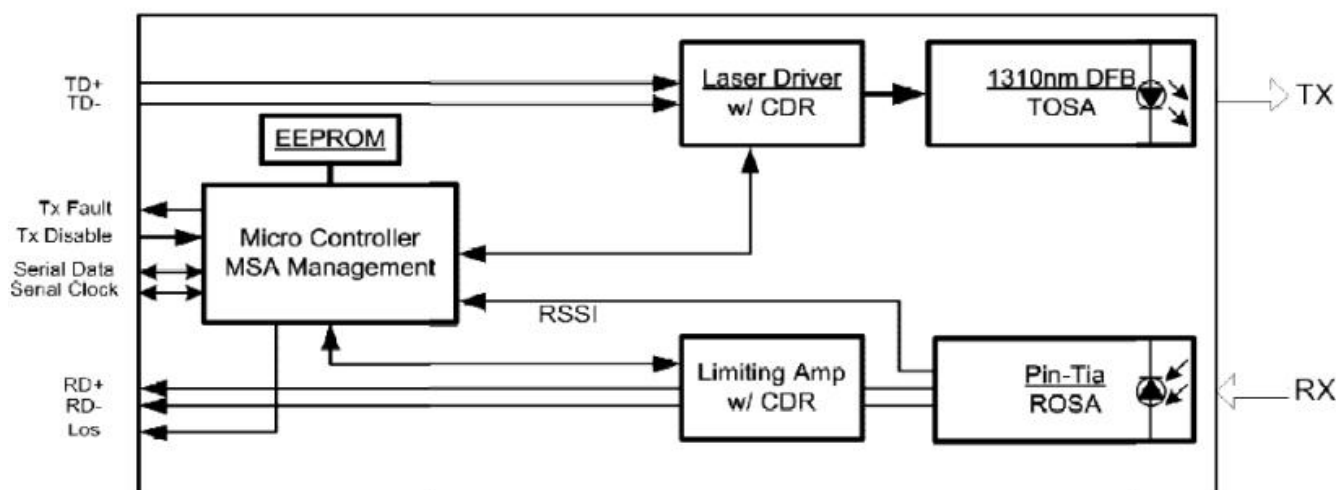 TD+
TD-
Laser Driver
w/ CDR
1310nm DFB
TOSA
TX
EEPROM
Tx Fault
Tx Disable
Serial Data
Serial Clock
Micro Controller
MSA Management
RSSI
RD+
RD-
Los
Limiting Amp
w/ CDR
Pin-Tia
ROSA
RX